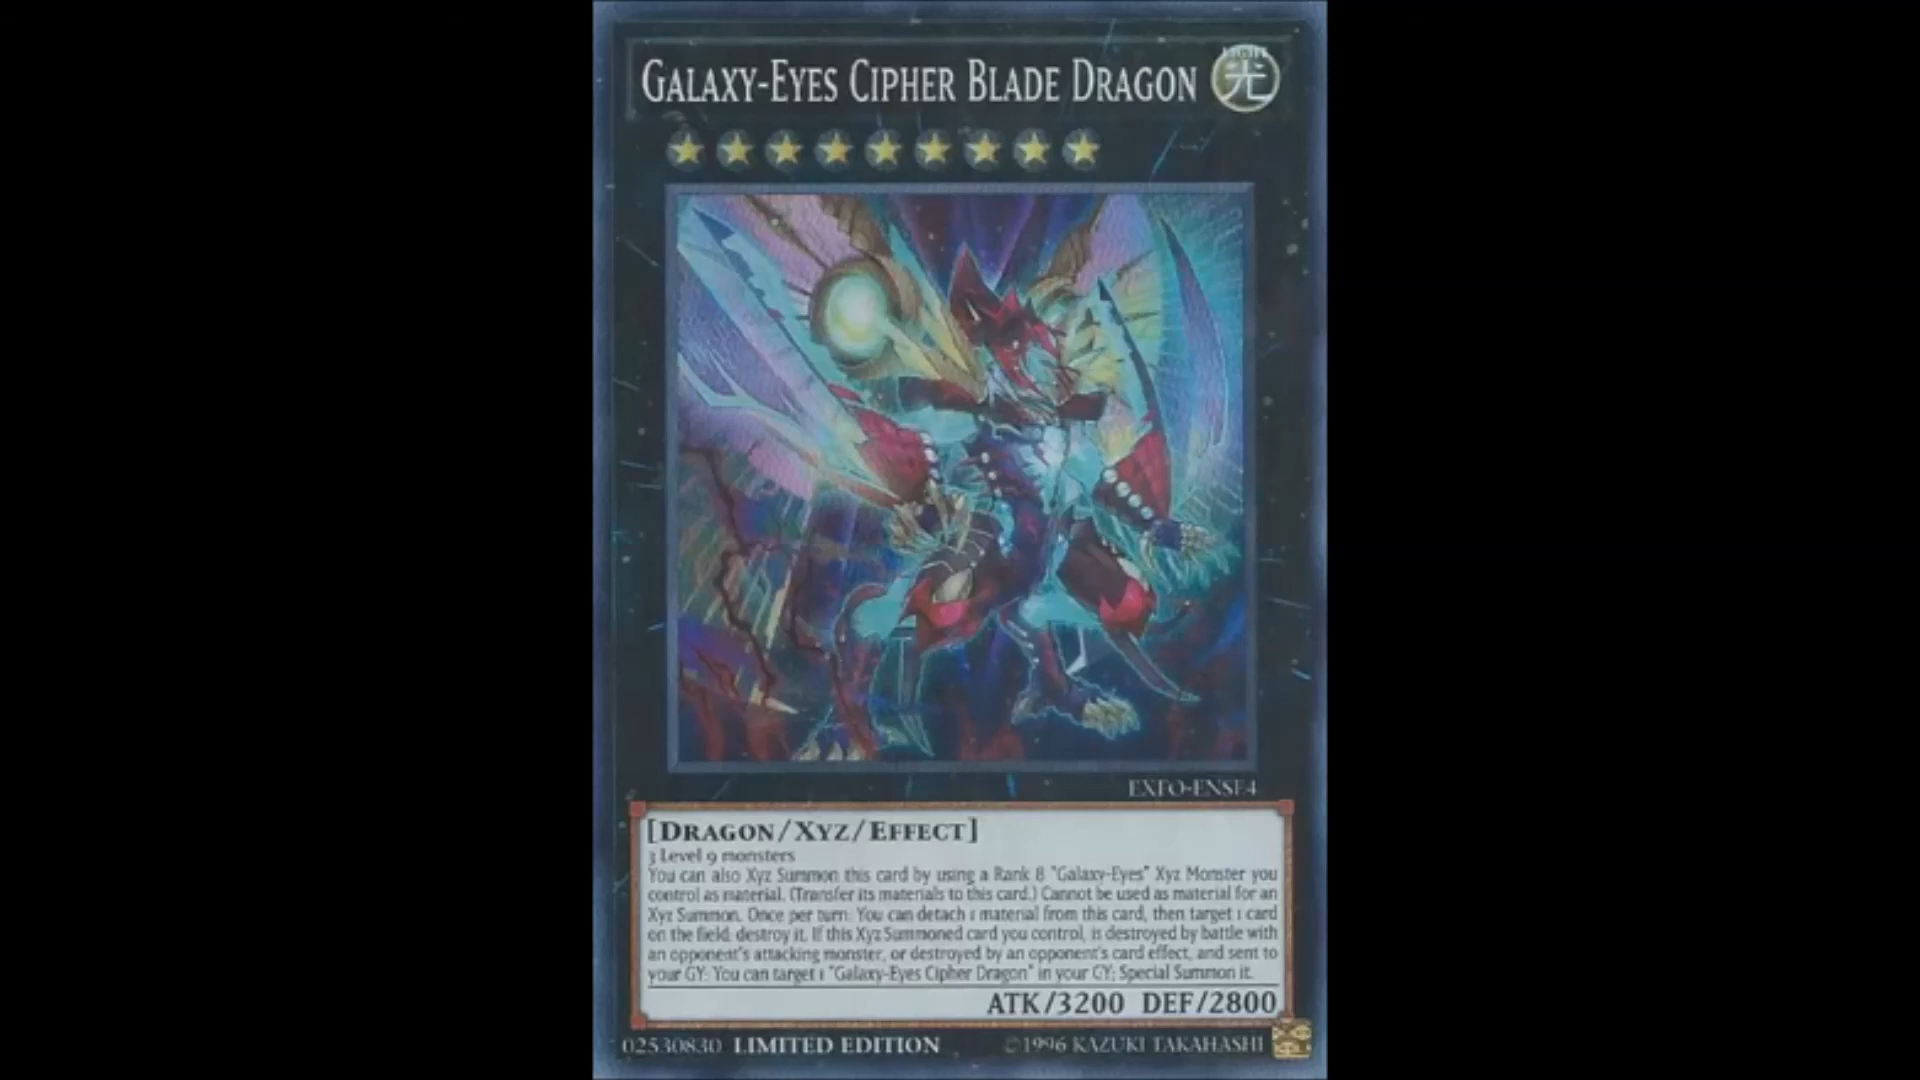 GALAXY-EYES CIPHER BLADE DRAGON
LIGHT
光
EXFO-ENSE4
[DRAGON/XYZ/EFFECT]
3 Level 9 monsters
You can also Xyz Summon this card by using a Rank 8 "Galaxy-Eyes" Xyz Monster you
control as material. (Transfer its materials to this card.) Cannot be used as material for an
Xyz Summon. Once per turn: You can detach 1 material from this card, then target 1 card
on the field; destroy it. If this Xyz Summoned card you control, is destroyed by battle with
an opponent's attacking monster, or destroyed by an opponent's card effect, and sent to
your GY: You can target 1 "Galaxy-Eyes Cipher Dragon" in your GY; Special Summon it.
ATK/3200 DEF/2800
02530830 LIMITED EDITION
©1996 KAZUKI TAKAHASHI